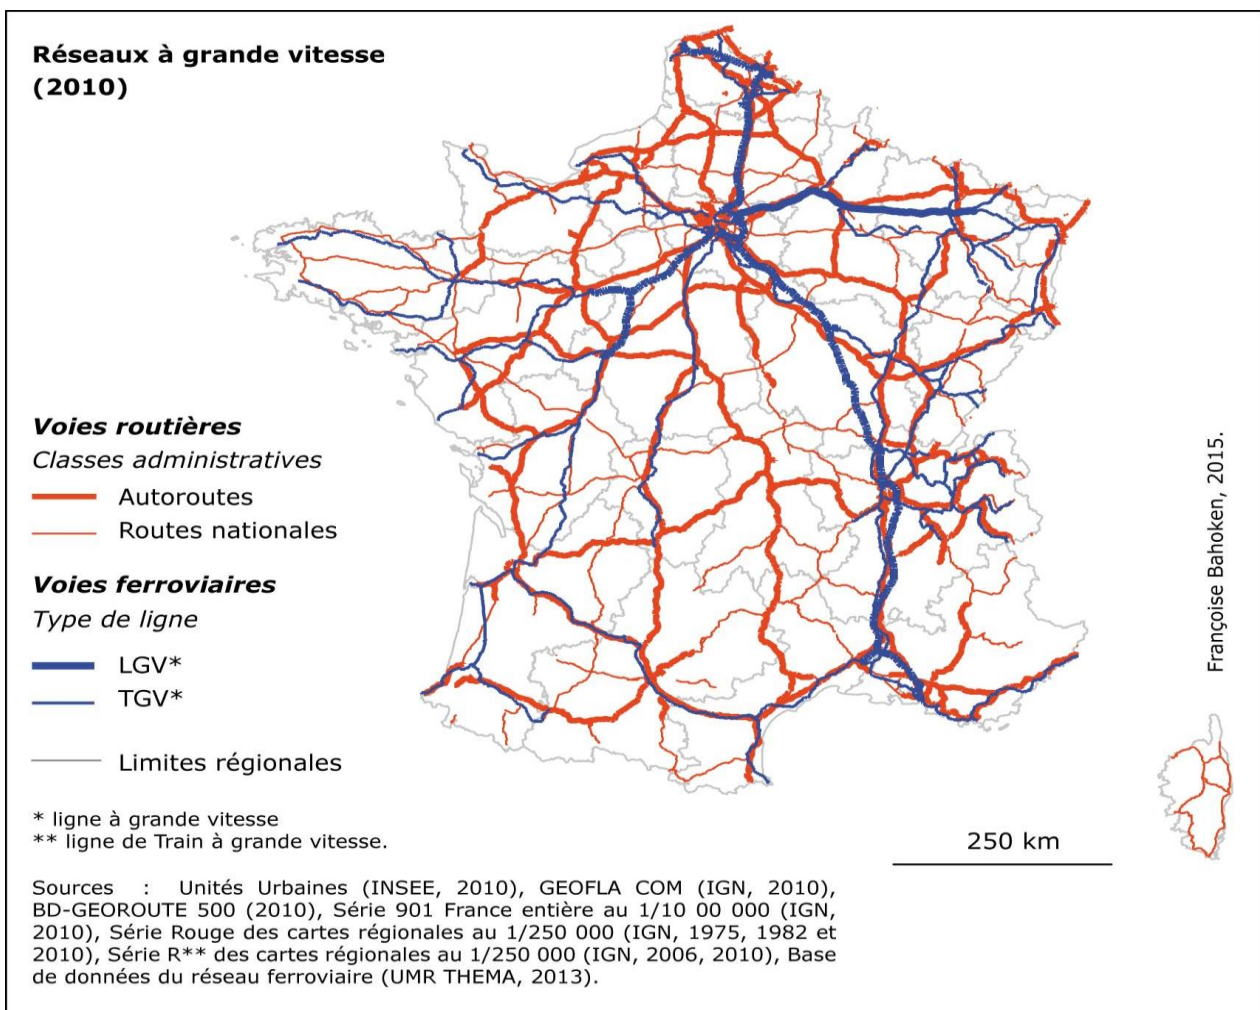 Réseaux à grande vitesse
(2010)
Voies routières
Classes administratives
Autoroutes
Routes nationales
Voies ferroviaires
Type de ligne
LGV*
TGV*
Limites régionales
* ligne à grande vitesse
** ligne de Train à grande vitesse.
250 km
Sources : Unités Urbaines (INSEE, 2010), GEOFLA COM (IGN, 2010),
BD-GEOROUTE 500 (2010), Série 901 France entière au 1/10 00 000 (IGN,
2010), Série Rouge des cartes régionales au 1/250 000 (IGN, 1975, 1982 et
2010), Série R** des cartes régionales au 1/250 000 (IGN, 2006, 2010), Base
de données du réseau ferroviaire (UMR THEMA, 2013).
Françoise Bahoken, 2015.